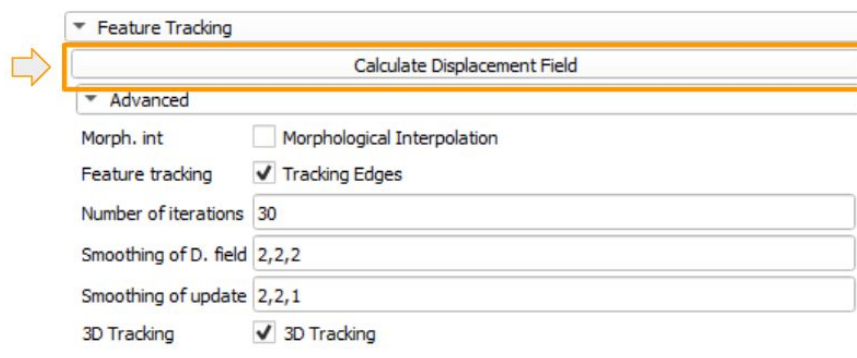 Feature Tracking
Calculate Displacement Field
Advanced
Morph. int Morphological Interpolation
Feature tracking Tracking Edges
Number of iterations 30
Smoothing of D. field 2,2,2
Smoothing of update 2,2,1
3D Tracking 3D Tracking